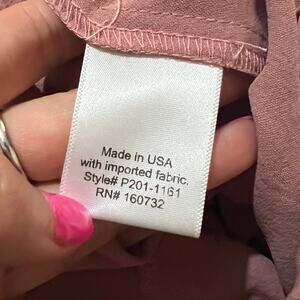 Made in USA
with imported fabric.
Style# P201-1161
RN# 160732